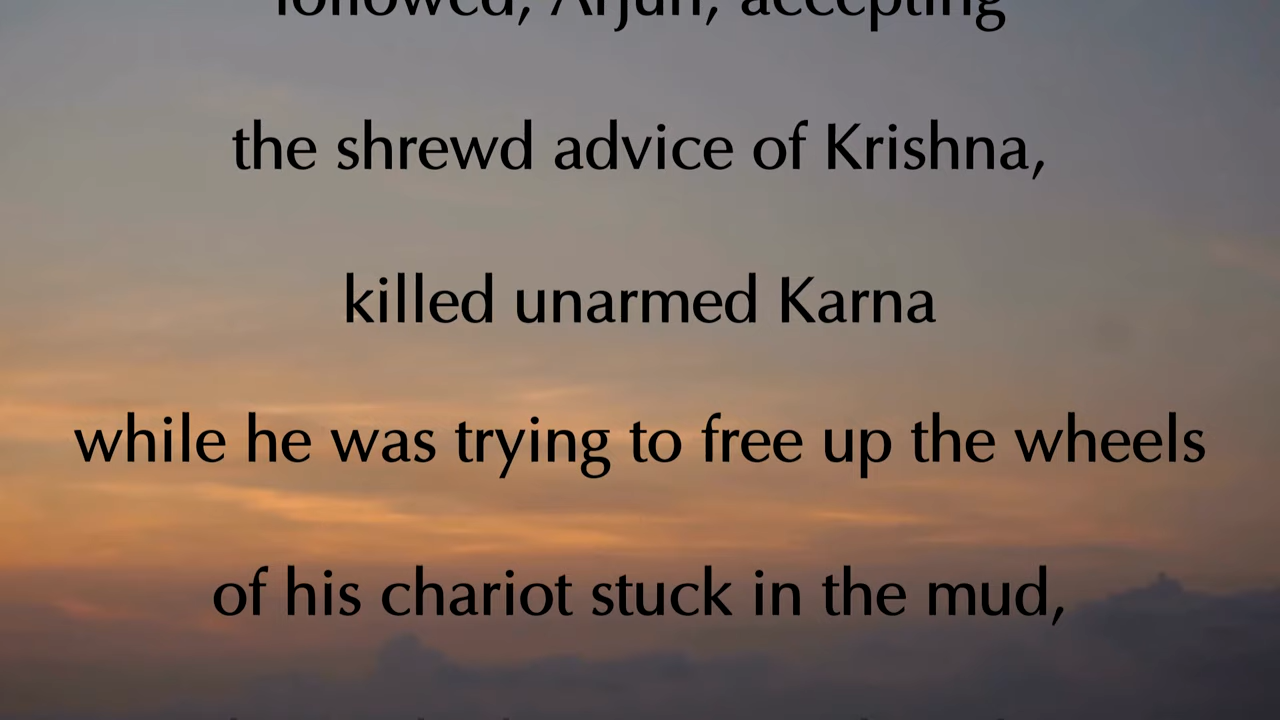 followed, Arjun, accepting
the shrewd advice of Krishna,
killed unarmed Karna
while he was trying to free up the wheels
of his chariot stuck in the mud,